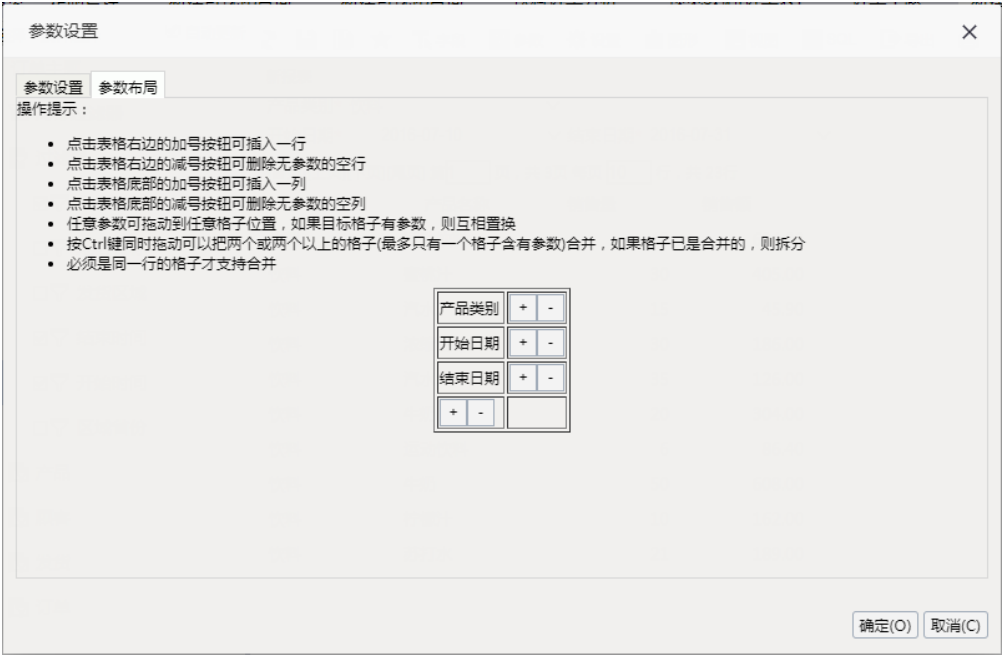 参数设置
参数设置 参数布局
操作提示：
点击表格右边的加号按钮可插入一行
点击表格右边的减号按钮可删除无参数的空行
点击表格底部的加号按钮可插入一列
点击表格底部的减号按钮可删除无参数的空列
任意参数可拖动到任意格子位置，如果目标格子有参数，则互相置换
按Ctrl键同时拖动可以把两个或两个以上的格子(最多只有一个格子含有参数)合并，如果格子已是合并的，则拆分
必须是同一行的格子才支持合并
产品类别 + -
开始日期 + -
结束日期 + -
+ -
确定(O) 取消(C)